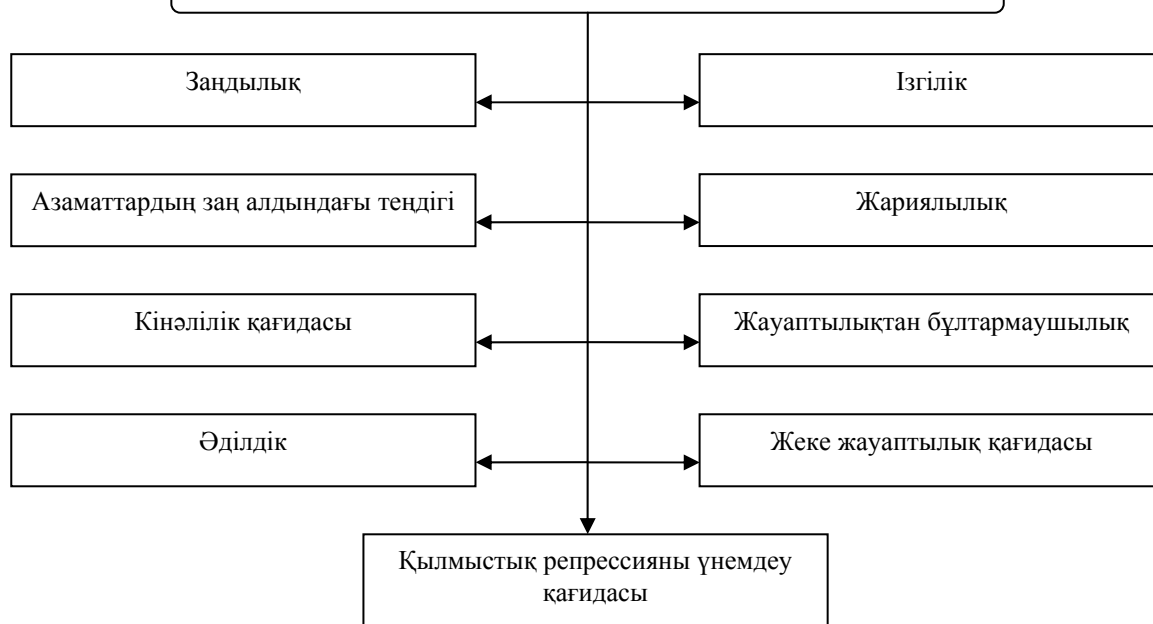 Заңдылық
Ізгілік
Азаматтардың заң алдындағы теңдігі
Жариялылық
Кінәлілік қағидасы
Жауаптылықтан бұлтармаушылық
Әділдік
Жеке жауаптылық қағидасы
Қылмыстық репрессияны үнемдеу
қағидасы